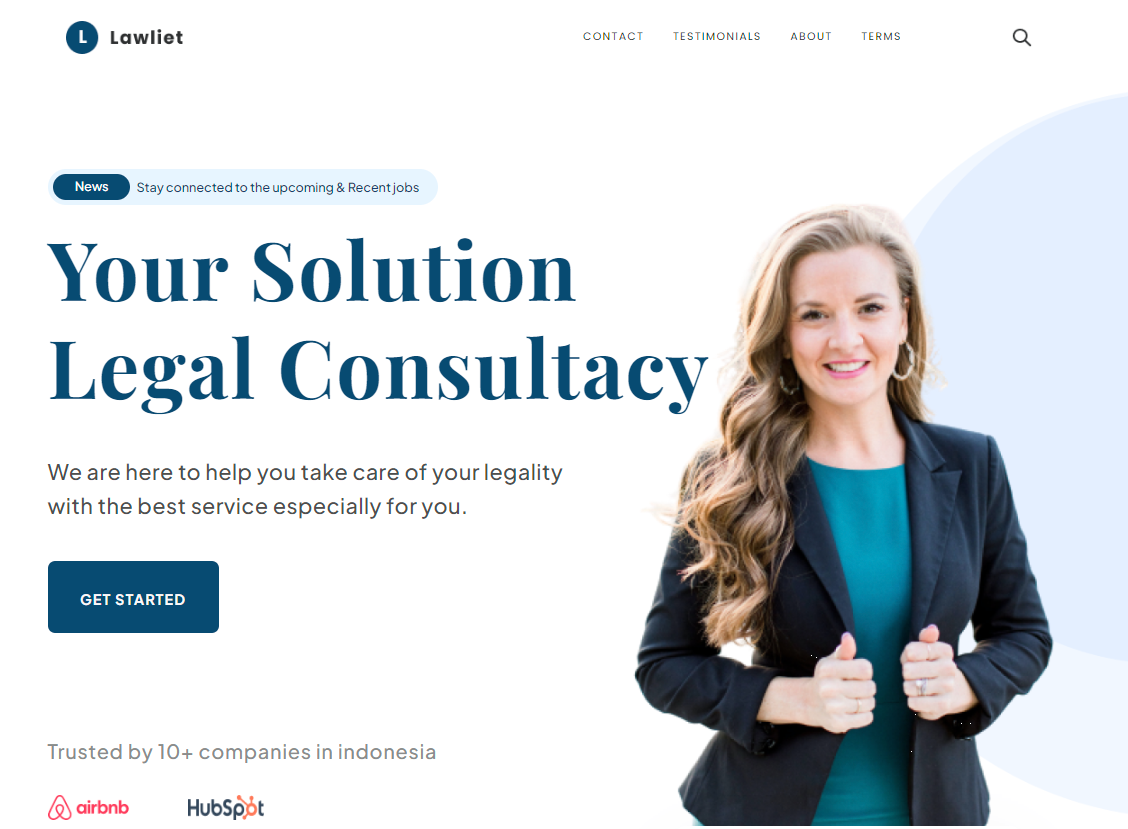 L Lawliet
CONTACT TESTIMONIALS ABOUT TERMS
News Stay connected to the upcoming & Recent jobs
Your Solution
Legal Consultacy
We are here to help you take care of your legality
with the best service especially for you.
GET STARTED
Trusted by 10+ companies in indonesia
airbnb HubSpot